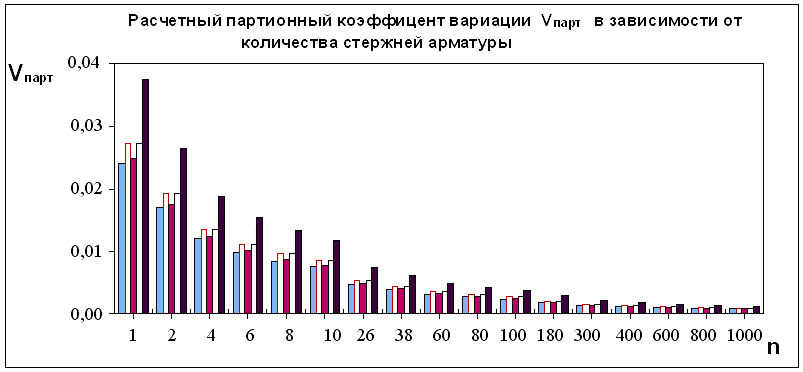 Расчетный партионный коэффицент вариации Vпарт в зависимости от
количества стержней арматуры
Vпарт
0,04
0,03
0,02
0,01
0,00
1 2 4 6 8 10 26 38 60 80 100 180 300 400 600 800 1000
n